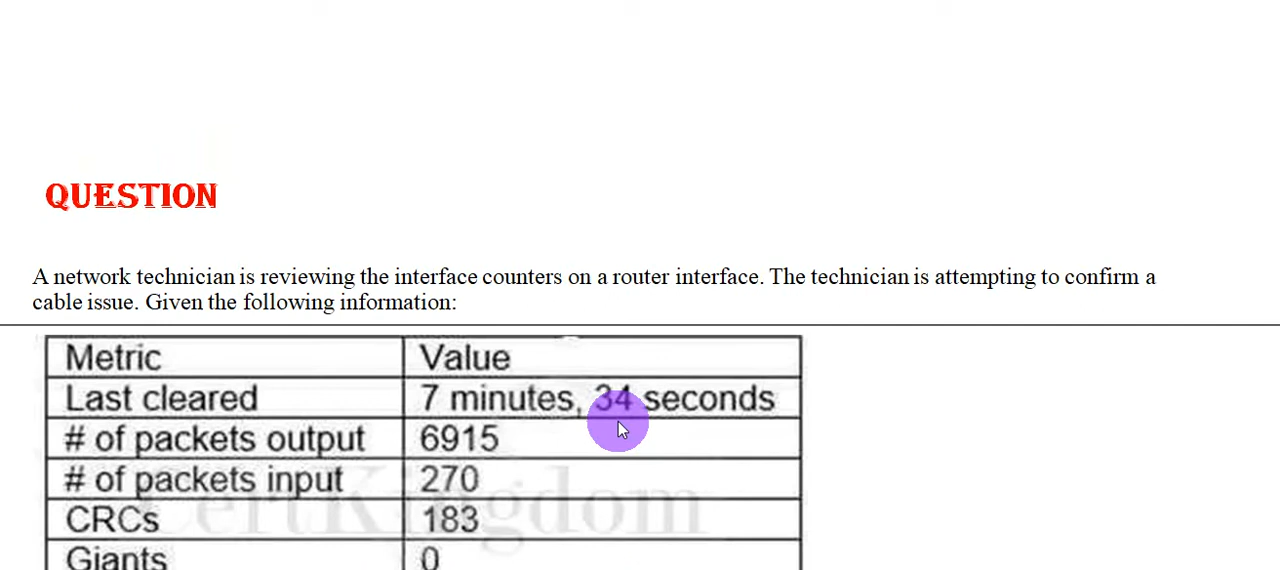 QUESTION
A network technician is reviewing the interface counters on a router interface. The technician is attempting to confirm a
cable issue. Given the following information:
Metric Value
Last cleared 7 minutes, 34 seconds
# of packets output 6915
# of packets input 270
CRCs 183
Giants 0
CertKingdom